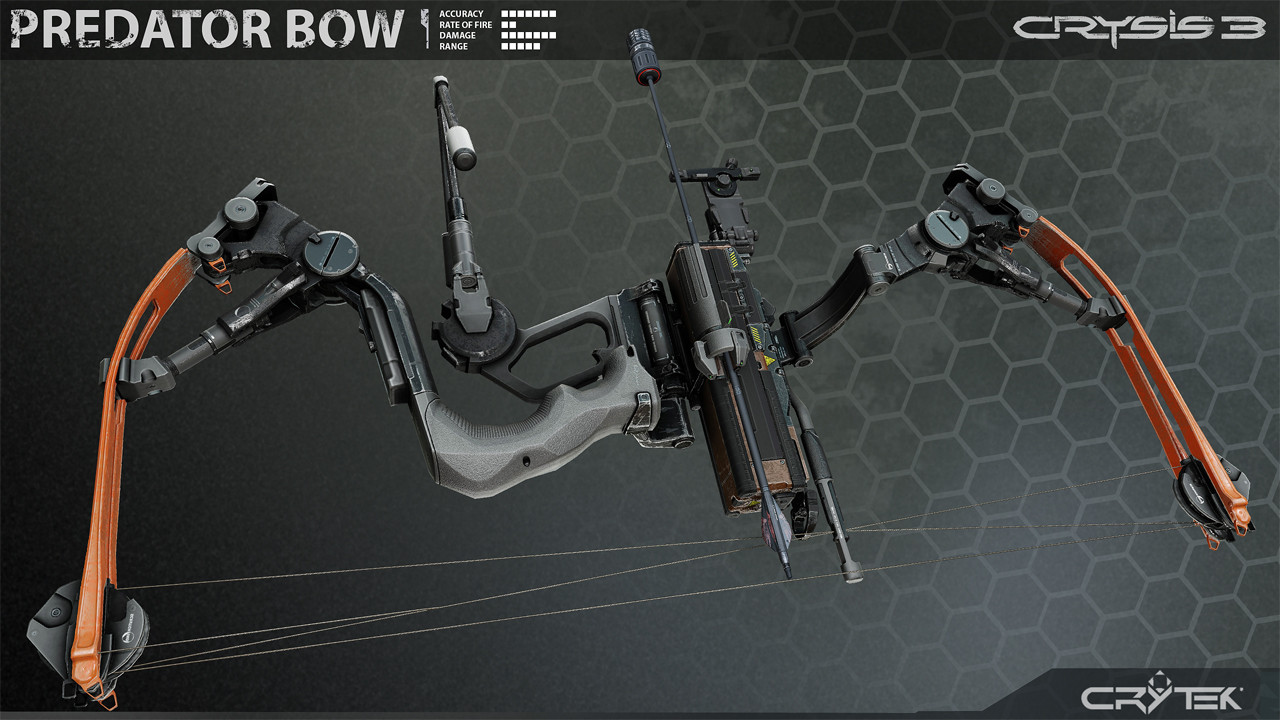 PREDATOR BOW
ACCURACY
RATE OF FIRE
DAMAGE
RANGE
CRYSIS 3
CRYTEK